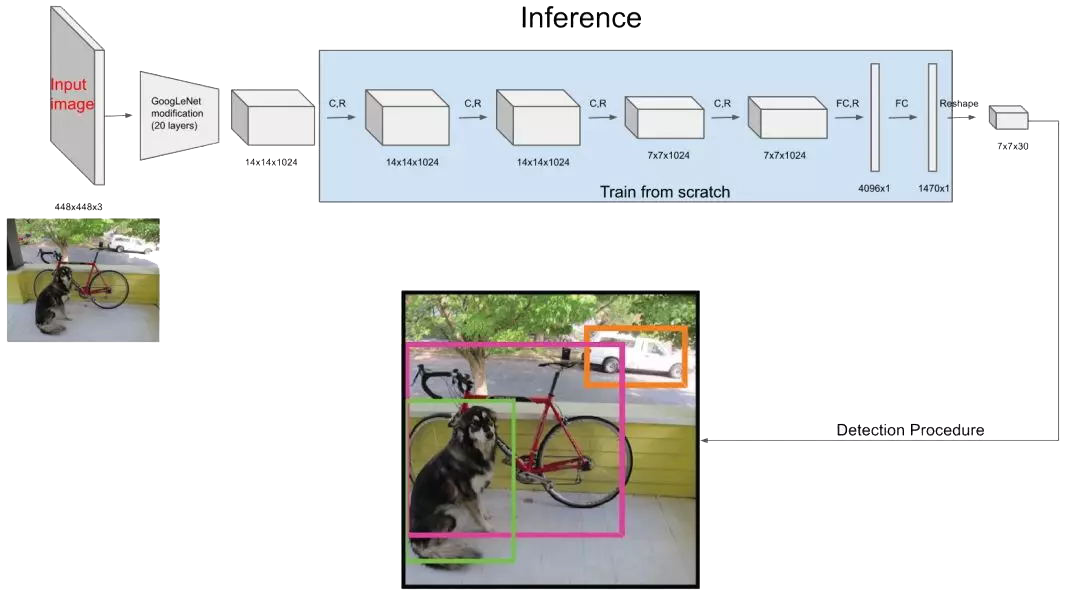 Inference
Input
image
GoogLeNet
modification
(20 layers)
C,R
C,R
C,R
C,R
FC,R
FC
Reshape
14x14x1024
14x14x1024
14x14x1024
7x7x1024
7x7x1024
7x7x30
Train from scratch
4096x1
1470x1
448x448x3
Detection Procedure